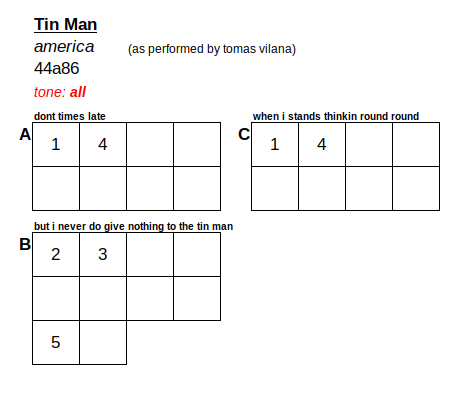 Tin Man
america (as performed by tomas vilana)
44a86
tone: all
dont times late
A 1 4
when i stands thinkin round round
C 1 4
but i never do give nothing to the tin man
B 2 3
5